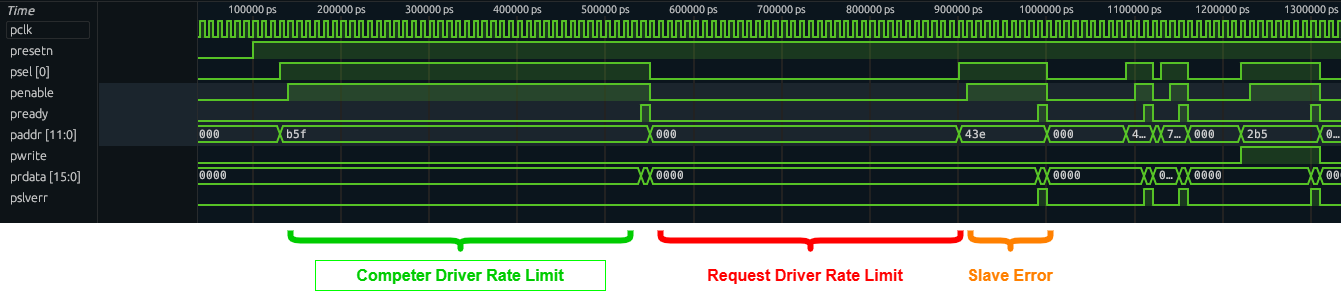 Time 100000 ps 200000 ps 300000 ps 400000 ps 500000 ps 600000 ps 700000 ps 800000 ps 900000 ps 1000000 ps 1100000 ps 1200000 ps 1300000 ps
pclk
presetn
psel [0]
penable
pready
paddr [11:0] 000 b5f 000 43e 000 4... 7... 000 2b5 0...
pwrite
prdata [15:0] 0000 0000 0000 0... 0000 000
pslverr
Competer Driver Rate Limit Request Driver Rate Limit Slave Error